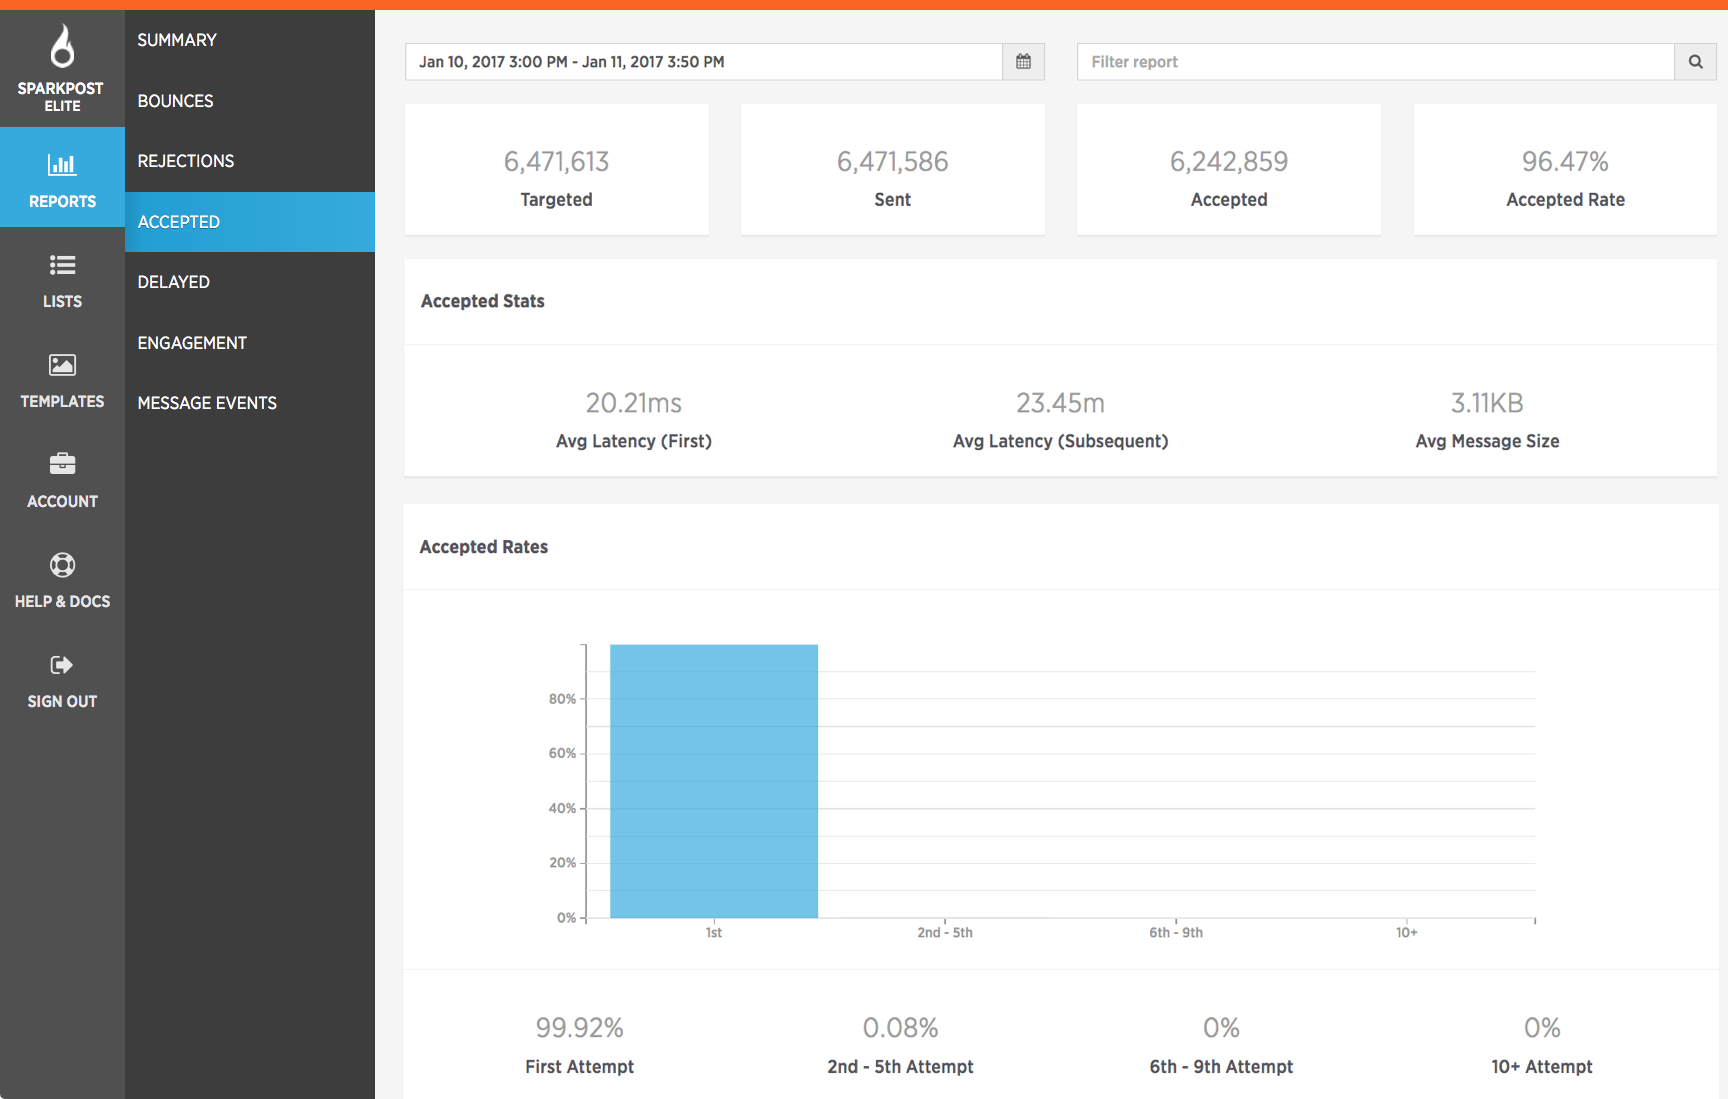 SPARKPOST
ELITE
REPORTS
LISTS
TEMPLATES
ACCOUNT
HELP & DOCS
SIGN OUT
SUMMARY
BOUNCES
REJECTIONS
ACCEPTED
DELAYED
ENGAGEMENT
MESSAGE EVENTS
Jan 10, 2017 3:00 PM - Jan 11, 2017 3:50 PM
Filter report
6,471,613
Targeted
6,471,586
Sent
6,242,859
Accepted
96.47%
Accepted Rate
Accepted Stats
20.21ms
Avg Latency (First)
23.45m
Avg Latency (Subsequent)
3.11KB
Avg Message Size
Accepted Rates
80%
60%
40%
20%
0%
1st
2nd - 5th
6th - 9th
10+
99.92%
First Attempt
0.08%
2nd - 5th Attempt
0%
6th - 9th Attempt
0%
10+ Attempt